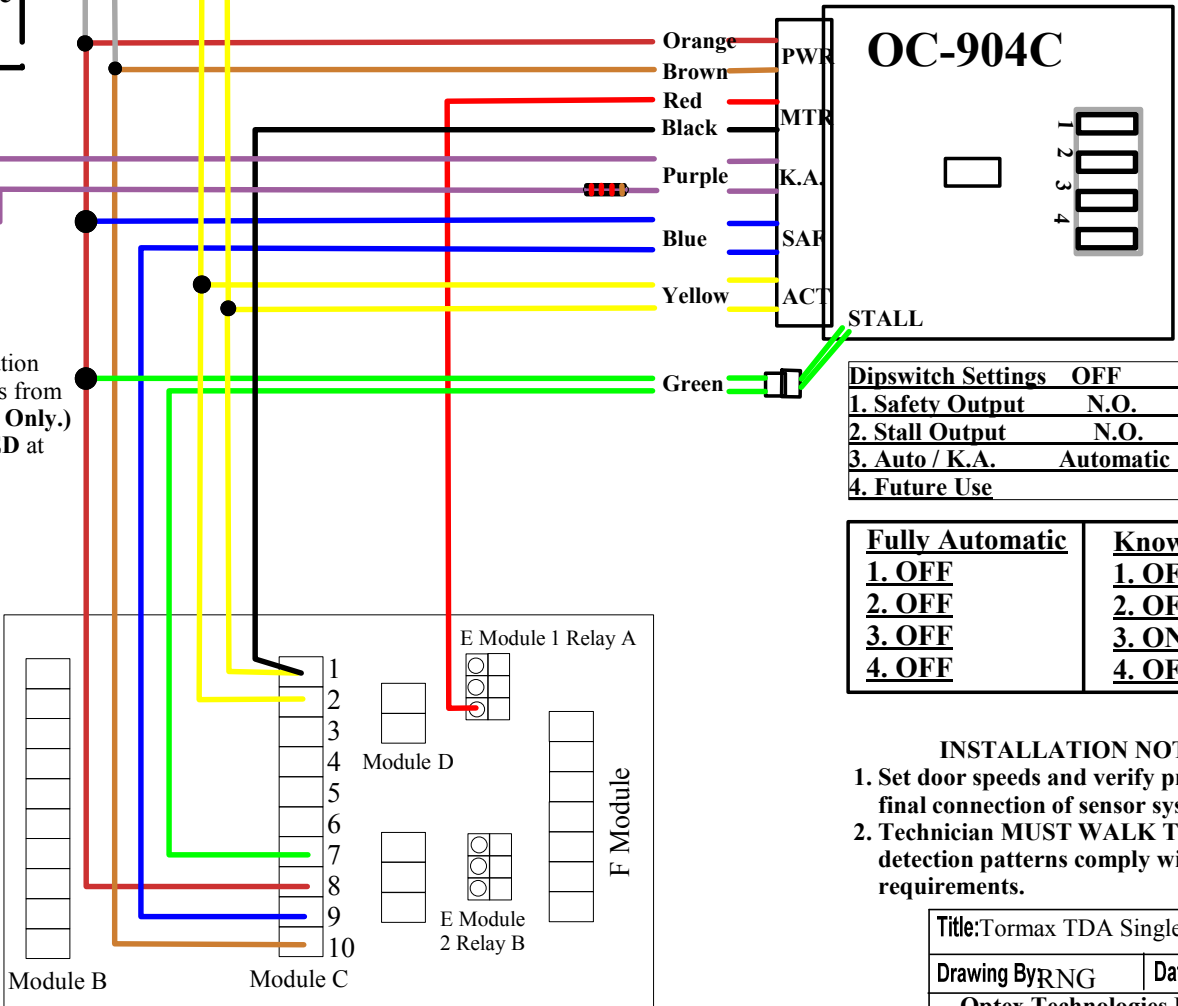 OC-904C
Orange
PWR
Brown
Red
MTR
Black
Purple
K.A.
Blue
SAF
Yellow
ACT
STALL
Green
1
2
3
4
s from
Only.)
at
Dipswitch Settings OFF
1. Safety Output N.O.
2. Stall Output N.O.
3. Auto / K.A. Automatic
4. Future Use
Fully Automatic
1. OFF
2. OFF
3. OFF
4. OFF
1.
2.
3. ON
4.
E Module 1 Relay A
1
2
3
4
5
6
7
8
9
10
Module D
F Module
E Module
2 Relay B
Module B
Module C
INSTALLATION
1. Set door speeds and verify
final connection of sensor
2. Technician MUST WALK
detection patterns comply
requirements.
Title:Tormax TDA Single
Drawing By:RNG
Optex Technologies